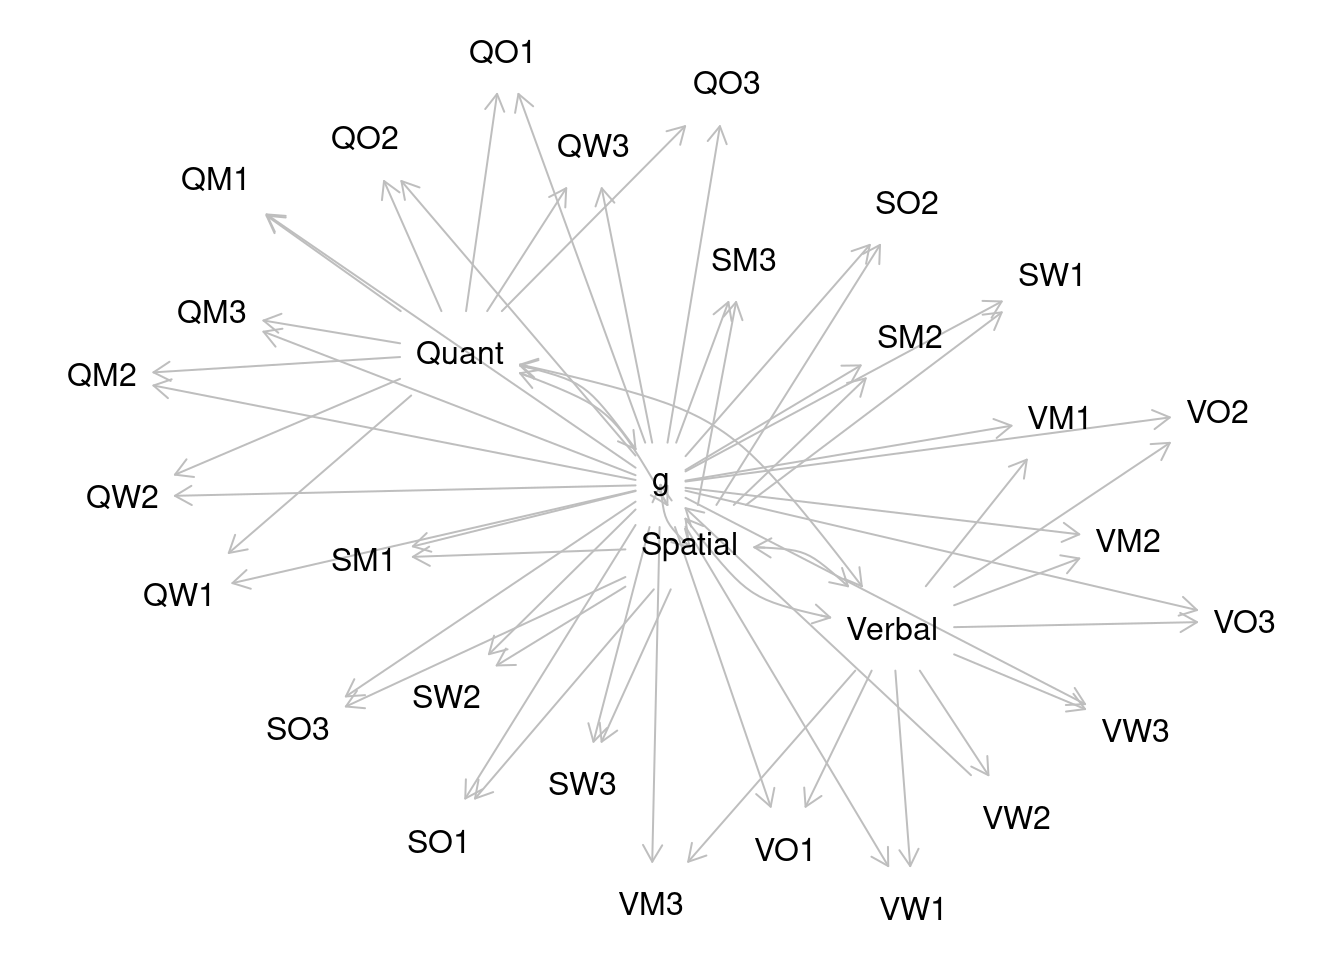 QO1
QO3
QO2
QW3
QM1
SO2
SM3
SW1
QM3
SM2
Quant
QM2
VO2
VM1
g
QW2
VM2
Spatial
SM1
QW1
VO3
Verbal
SW2
SO3
VW3
SW3
VW2
SO1
VO1
VM3
VW1